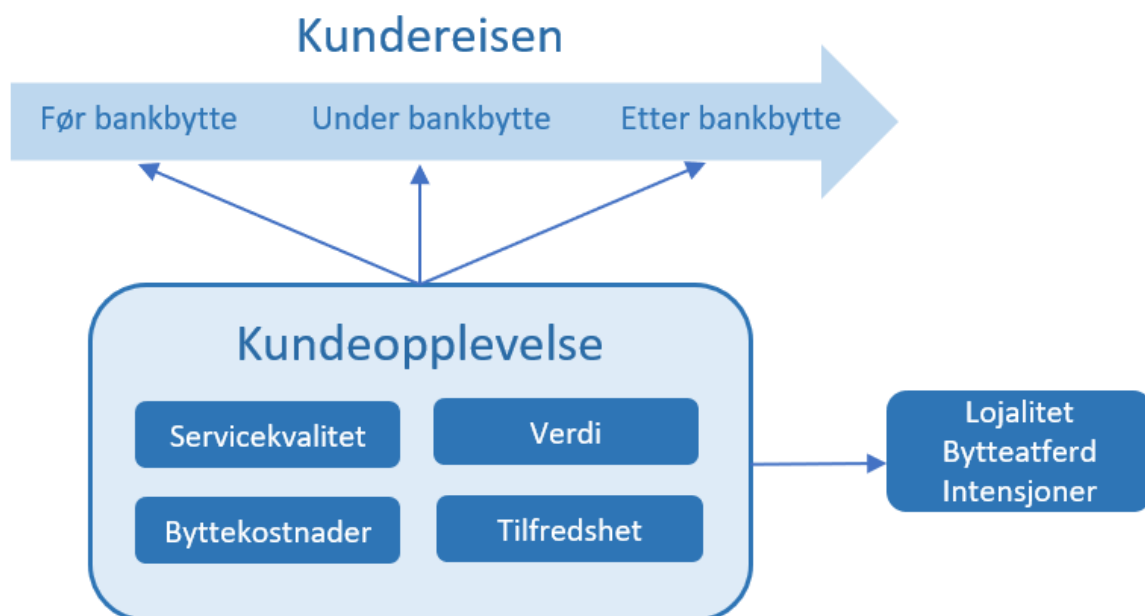 Kundereisen
Før bankbytte Under bankbytte Etter bankbytte
Kundeopplevelse
Servicekvalitet Verdi
Byttekostnader Tilfredshet
Lojalitet
Bytteatferd
Intensjoner